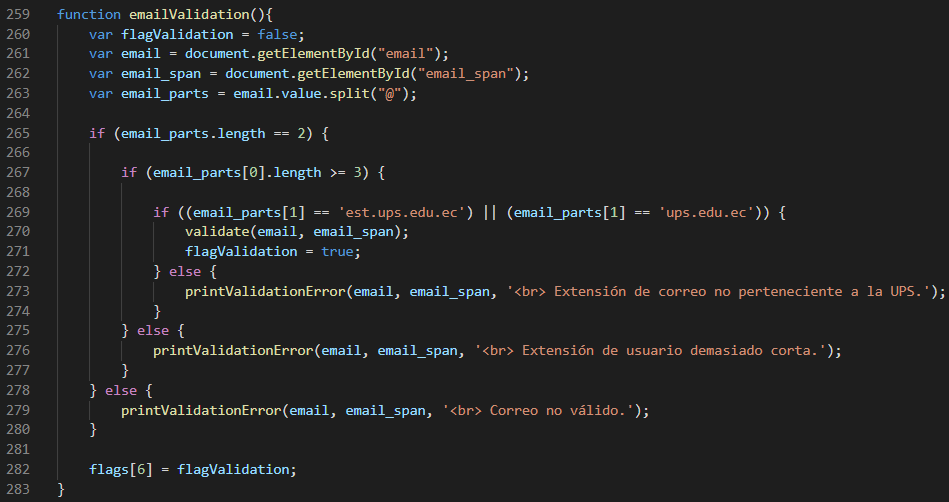 259 function emailValidation(){
260     var flagValidation = false;
261     var email = document.getElementById("email");
262     var email_span = document.getElementById("email_span");
263     var email_parts = email.value.split("@");
264
265     if (email_parts.length == 2) {
266
267         if (email_parts[0].length >= 3) {
268
269             if ((email_parts[1] == 'est.ups.edu.ec') || (email_parts[1] == 'ups.edu.ec')) {
270                 validate(email, email_span);
271                 flagValidation = true;
272             } else {
273                 printValidationError(email, email_span, '<br> Extensión de correo no perteneciente a la UPS.');
274             }
275         } else {
276             printValidationError(email, email_span, '<br> Extensión de usuario demasiado corta.');
277         }
278     } else {
279         printValidationError(email, email_span, '<br> Correo no válido.');
280     }
281
282     flags[6] = flagValidation;
283 }